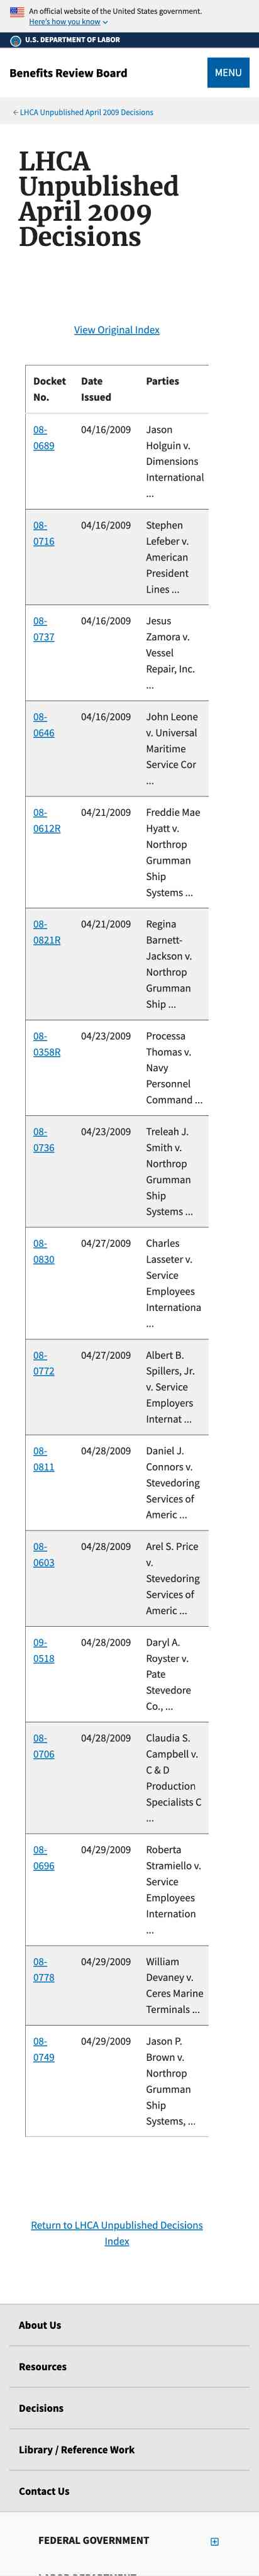 An official website of the United States government.
Here's how you know
U.S. DEPARTMENT OF LABOR
Benefits Review Board
MENU
← LHCA Unpublished April 2009 Decisions
LHCA
Unpublished
April 2009
Decisions
View Original Index
Docket No. Date Issued Parties
08-0689 04/16/2009 Jason Holguin v. Dimensions International ...
08-0716 04/16/2009 Stephen Lefeber v. American President Lines ...
08-0737 04/16/2009 Jesus Zamora v. Vessel Repair, Inc. ...
08-0646 04/16/2009 John Leone v. Universal Maritime Service Cor ...
08-0612R 04/21/2009 Freddie Mae Hyatt v. Northrop Grumman Ship Systems ...
08-0821R 04/21/2009 Regina Barnett-Jackson v. Northrop Grumman Ship ...
08-0358R 04/23/2009 Processa Thomas v. Navy Personnel Command ...
08-0736 04/23/2009 Treleah J. Smith v. Northrop Grumman Ship Systems ...
08-0830 04/27/2009 Charles Lasseter v. Service Employees Internationa ...
08-0772 04/27/2009 Albert B. Spillers, Jr. v. Service Employers Internat ...
08-0811 04/28/2009 Daniel J. Connors v. Stevedoring Services of Americ ...
08-0603 04/28/2009 Arel S. Price v. Stevedoring Services of Americ ...
09-0518 04/28/2009 Daryl A. Royster v. Pate Stevedore Co., ...
08-0706 04/28/2009 Claudia S. Campbell v. C & D Production Specialists C ...
08-0696 04/29/2009 Roberta Stramiello v. Service Employees Internation ...
08-0778 04/29/2009 William Devaney v. Ceres Marine Terminals ...
08-0749 04/29/2009 Jason P. Brown v. Northrop Grumman Ship Systems, ...
Return to LHCA Unpublished Decisions
Index
About Us
Resources
Decisions
Library / Reference Work
Contact Us
FEDERAL GOVERNMENT